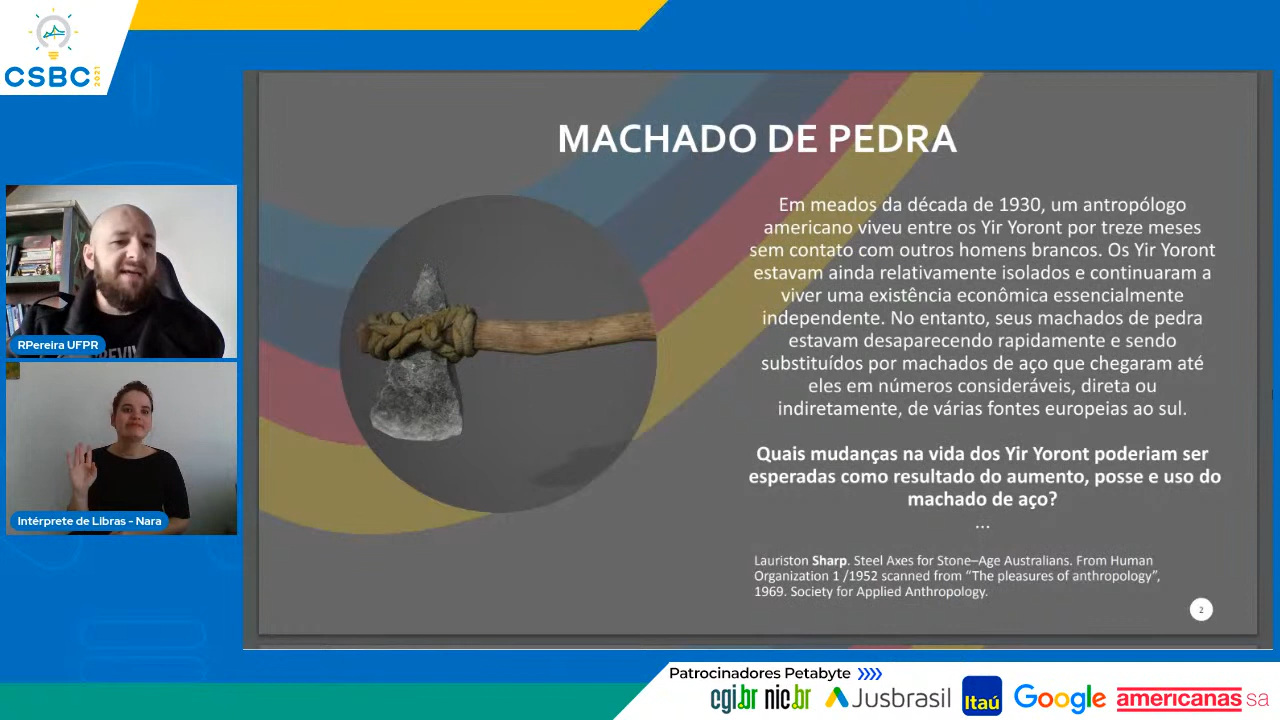 CSBC 2021
MACHADO DE PEDRA
Em meados da década de 1930, um antropólogo
americano viveu entre os Yir Yoront por treze meses
sem contato com outros homens brancos. Os Yir Yoront
estavam ainda relativamente isolados e continuaram a
viver uma existência econômica essencialmente
independente. No entanto, seus machados de pedra
estavam desaparecendo rapidamente e sendo
substituídos por machados de aço que chegaram até
eles em números consideráveis, direta ou
indiretamente, de várias fontes europeias ao sul.
Quais mudanças na vida dos Yir Yoront poderiam ser
esperadas como resultado do aumento, posse e uso do
machado de aço?
...
Lauriston Sharp. Steel Axes for Stone–Age Australians. From Human
Organization 1 /1952 scanned from “The pleasures of anthropology”,
1969. Society for Applied Anthropology.
2
RPereira UFPR
Intérprete de Libras - Nara
Patrocinadores Petabyte
cgi.br nic.br Jusbrasil Itaú Google americanas sa